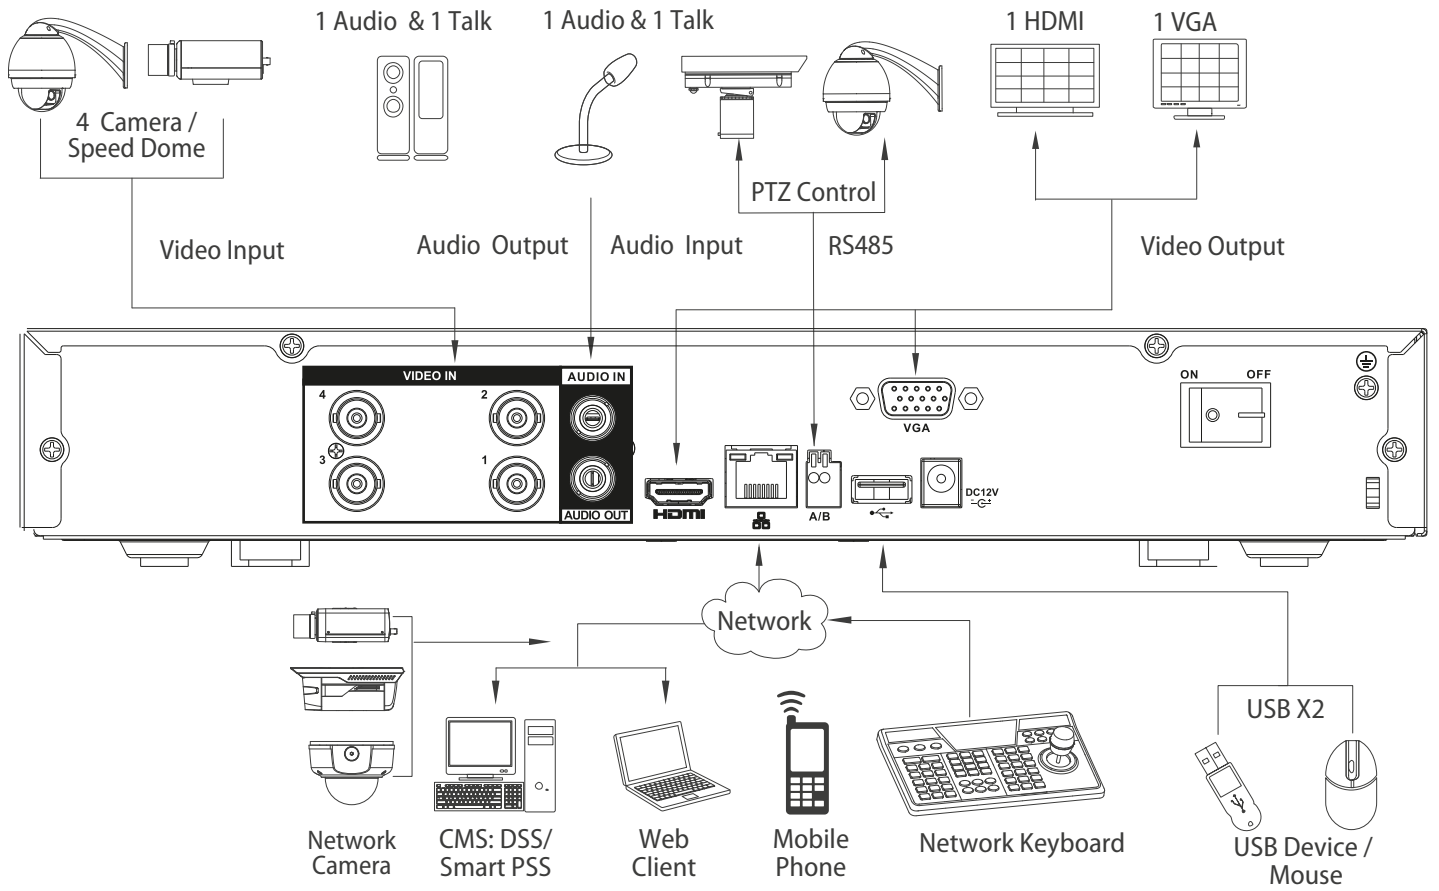 1 Audio & 1 Talk
1 Audio & 1 Talk
1 HDMI
1 VGA
4 Camera /
Speed Dome
PTZ Control
Video Input
Audio Output
Audio Input
RS485
Video Output
VIDEO IN
AUDIO IN
4
2
3
1
AUDIO OUT
HDMI
A/B
VGA
DC12V
ON
OFF
Network
USB X2
Network
Camera
CMS: DSS/
Smart PSS
Web
Client
Mobile
Phone
Network Keyboard
USB Device /
Mouse